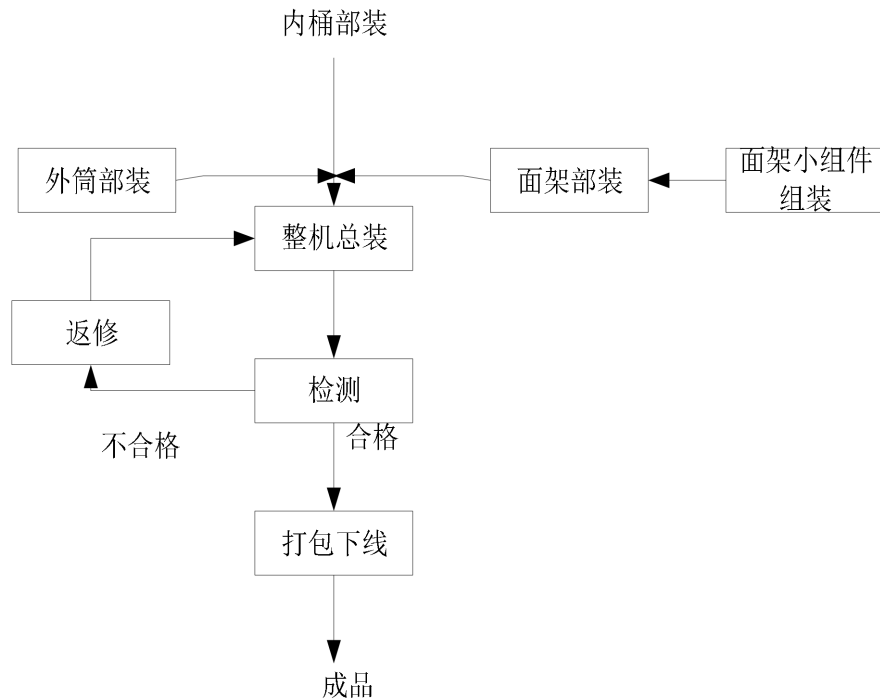 内桶部装
外筒部装
面架部装
面架小组件
组装
整机总装
返修
检测
不合格
合格
打包下线
成品